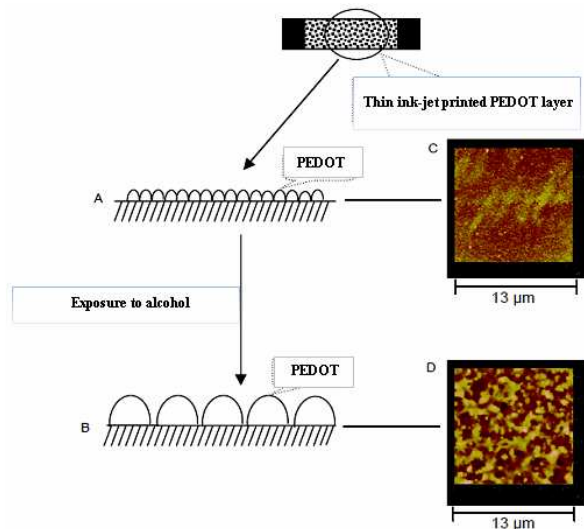 Thin ink-jet printed PEDOT layer
C
PEDOT
A
13 µm
Exposure to alcohol
PEDOT
D
B
13 µm